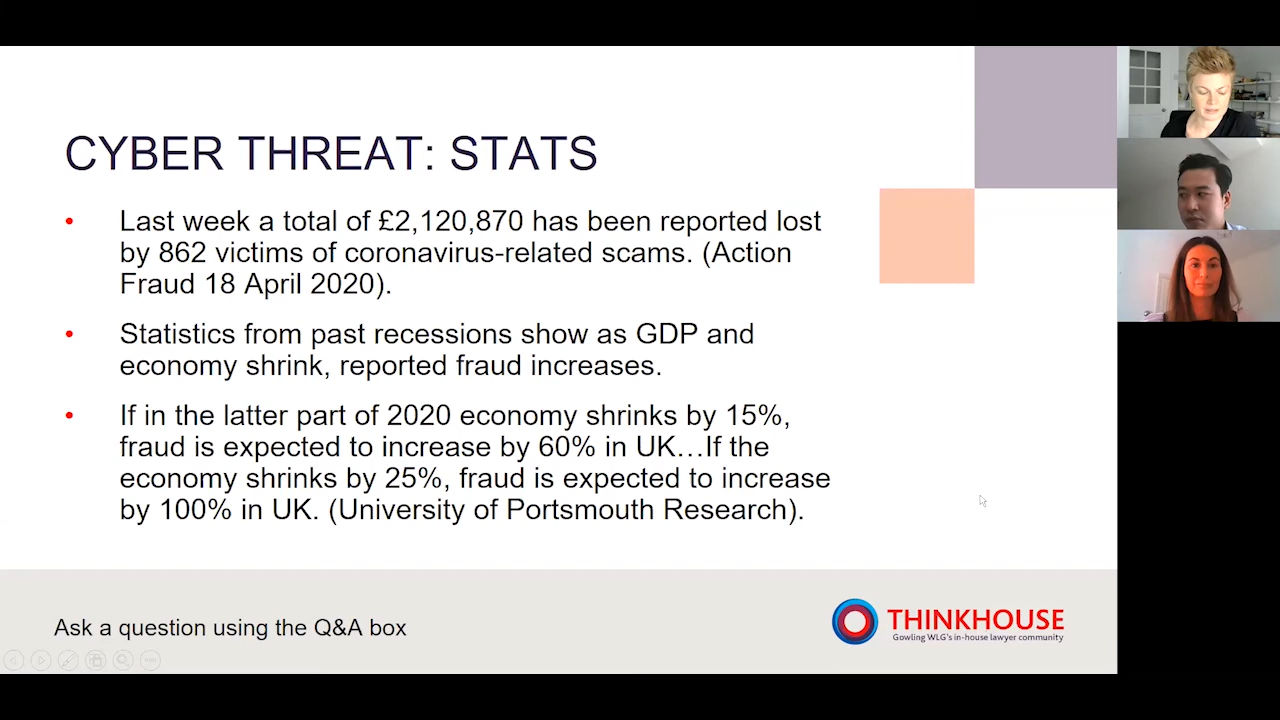 CYBER THREAT: STATS
• Last week a total of £2,120,870 has been reported lost
by 862 victims of coronavirus-related scams. (Action
Fraud 18 April 2020).
• Statistics from past recessions show as GDP and
economy shrink, reported fraud increases.
• If in the latter part of 2020 economy shrinks by 15%,
fraud is expected to increase by 60% in UK…If the
economy shrinks by 25%, fraud is expected to increase
by 100% in UK. (University of Portsmouth Research).
Ask a question using the Q&A box
THINKHOUSE
Gowling WLG's in-house lawyer community